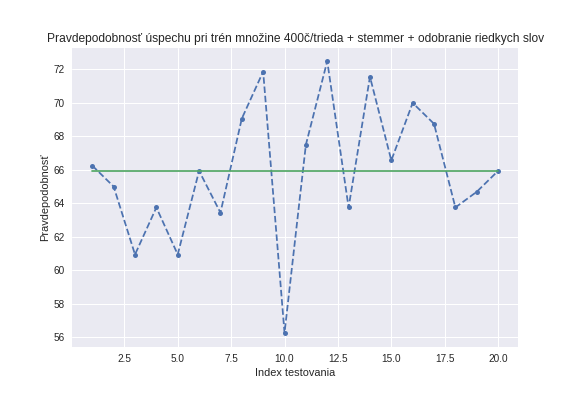 Pravdepodobnosť úspechu pri trén množine 400č/trieda + stemmer + odobranie riedkych slov
Pravdepodobnosť
72
70
68
66
64
62
60
58
56
2.5 5.0 7.5 10.0 12.5 15.0 17.5 20.0
Index testovania